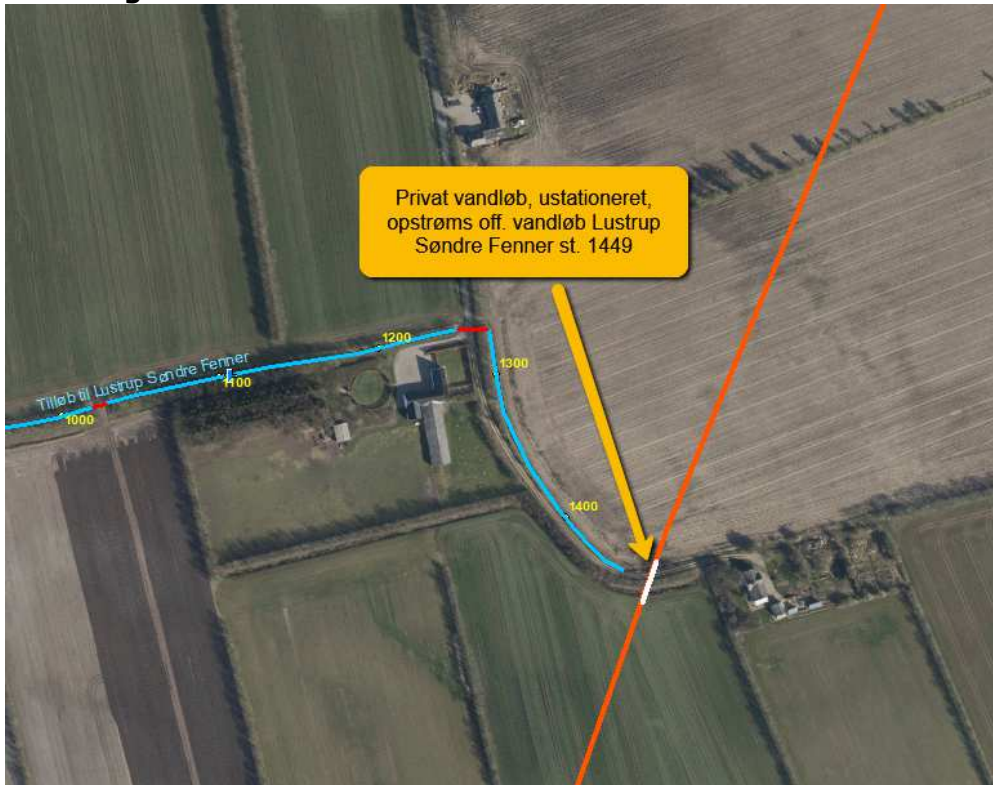 Privat vandløb, ustationeret,
opstrøms off. vandløb Lustrup
Søndre Fenner st. 1449
1200
1300
Tilløb til Lustrup Søndre Fenner
1100
1000
1400